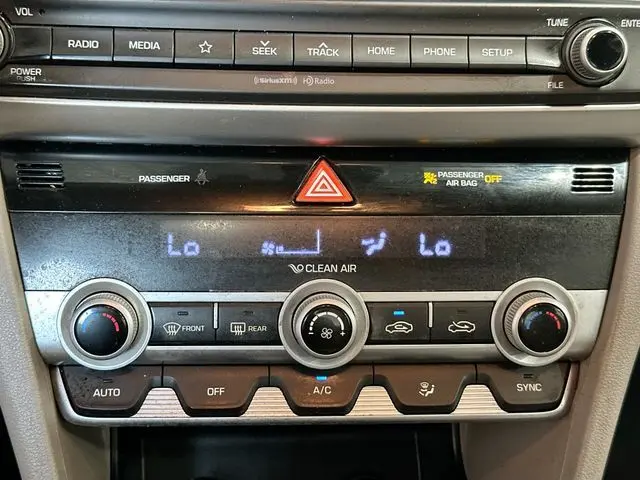 VOL
TUNE
ENTE
RADIO
MEDIA
SEEK
TRACK
HOME
PHONE
SETUP
POWER
PUSH
((SiriusXM))
HD Radio
FILE
PASSENGER
PASSENGER
AIR BAG OFF
Lo
Lo
CLEAN AIR
FRONT
REAR
AUTO
OFF
A/C
SYNC